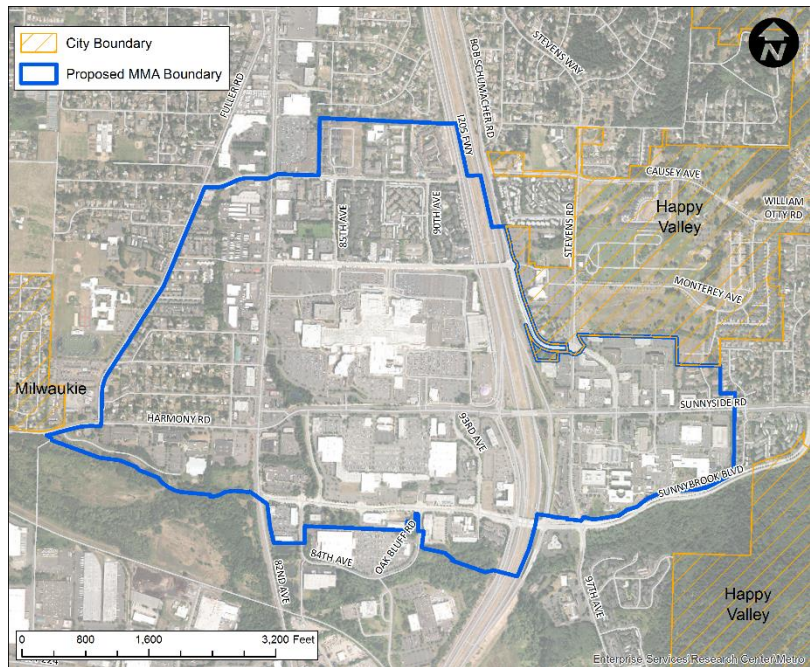 City Boundary
Proposed MMA Boundary
N
FULLER RD
BOB SCHUMACHER RD
STEVENS WAY
I205 FWY
CAUSEY AVE
WILLIAM
OTTY RD
Happy
Valley
85TH AVE
90TH AVE
STEVENS RD
MONTEREY AVE
Milwaukie
HARMONY RD
93RD AVE
SUNNYSIDE RD
SUNNYBROOK BLVD
OAK BLUFF RD
84TH AVE
82ND AVE
97TH AVE
Happy
Valley
0 800 1,600 3,200 Feet
Enterprise Services/Research Center/Metro